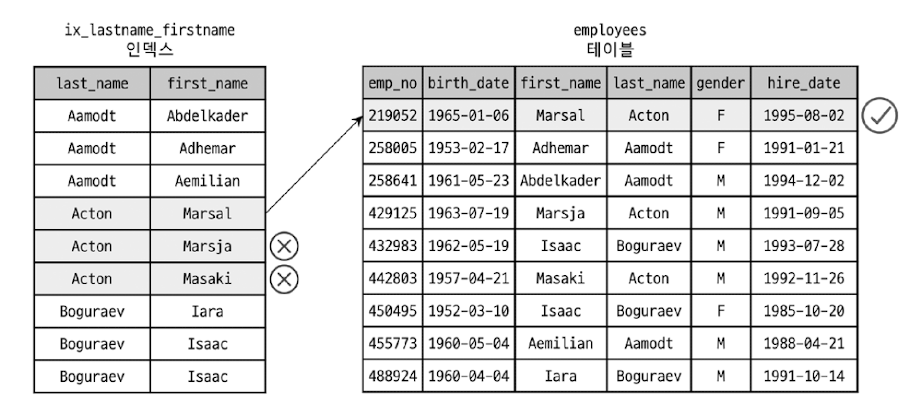 ix_lastname_firstname
인덱스
last_name first_name
Aamodt Abdelkader
Aamodt Adhemar
Aamodt Aemilian
Acton Marsal
Acton Marsja
Acton Masaki
Boguraev Iara
Boguraev Isaac
Boguraev Isaac
employees
테이블
emp_no birth_date first_name last_name gender hire_date
219052 1965-01-06 Marsal Acton F 1995-08-02
258005 1953-02-17 Adhemar Aamodt F 1991-01-21
258641 1961-05-23 Abdelkader Aamodt M 1994-12-02
429125 1963-07-19 Marsja Acton M 1991-09-05
432983 1962-05-19 Isaac Boguraev M 1993-07-28
442803 1957-04-21 Masaki Acton M 1992-11-26
450495 1952-03-10 Isaac Boguraev F 1985-10-20
455773 1960-05-04 Aemilian Aamodt M 1988-04-21
488924 1960-04-04 Iara Boguraev M 1991-10-14